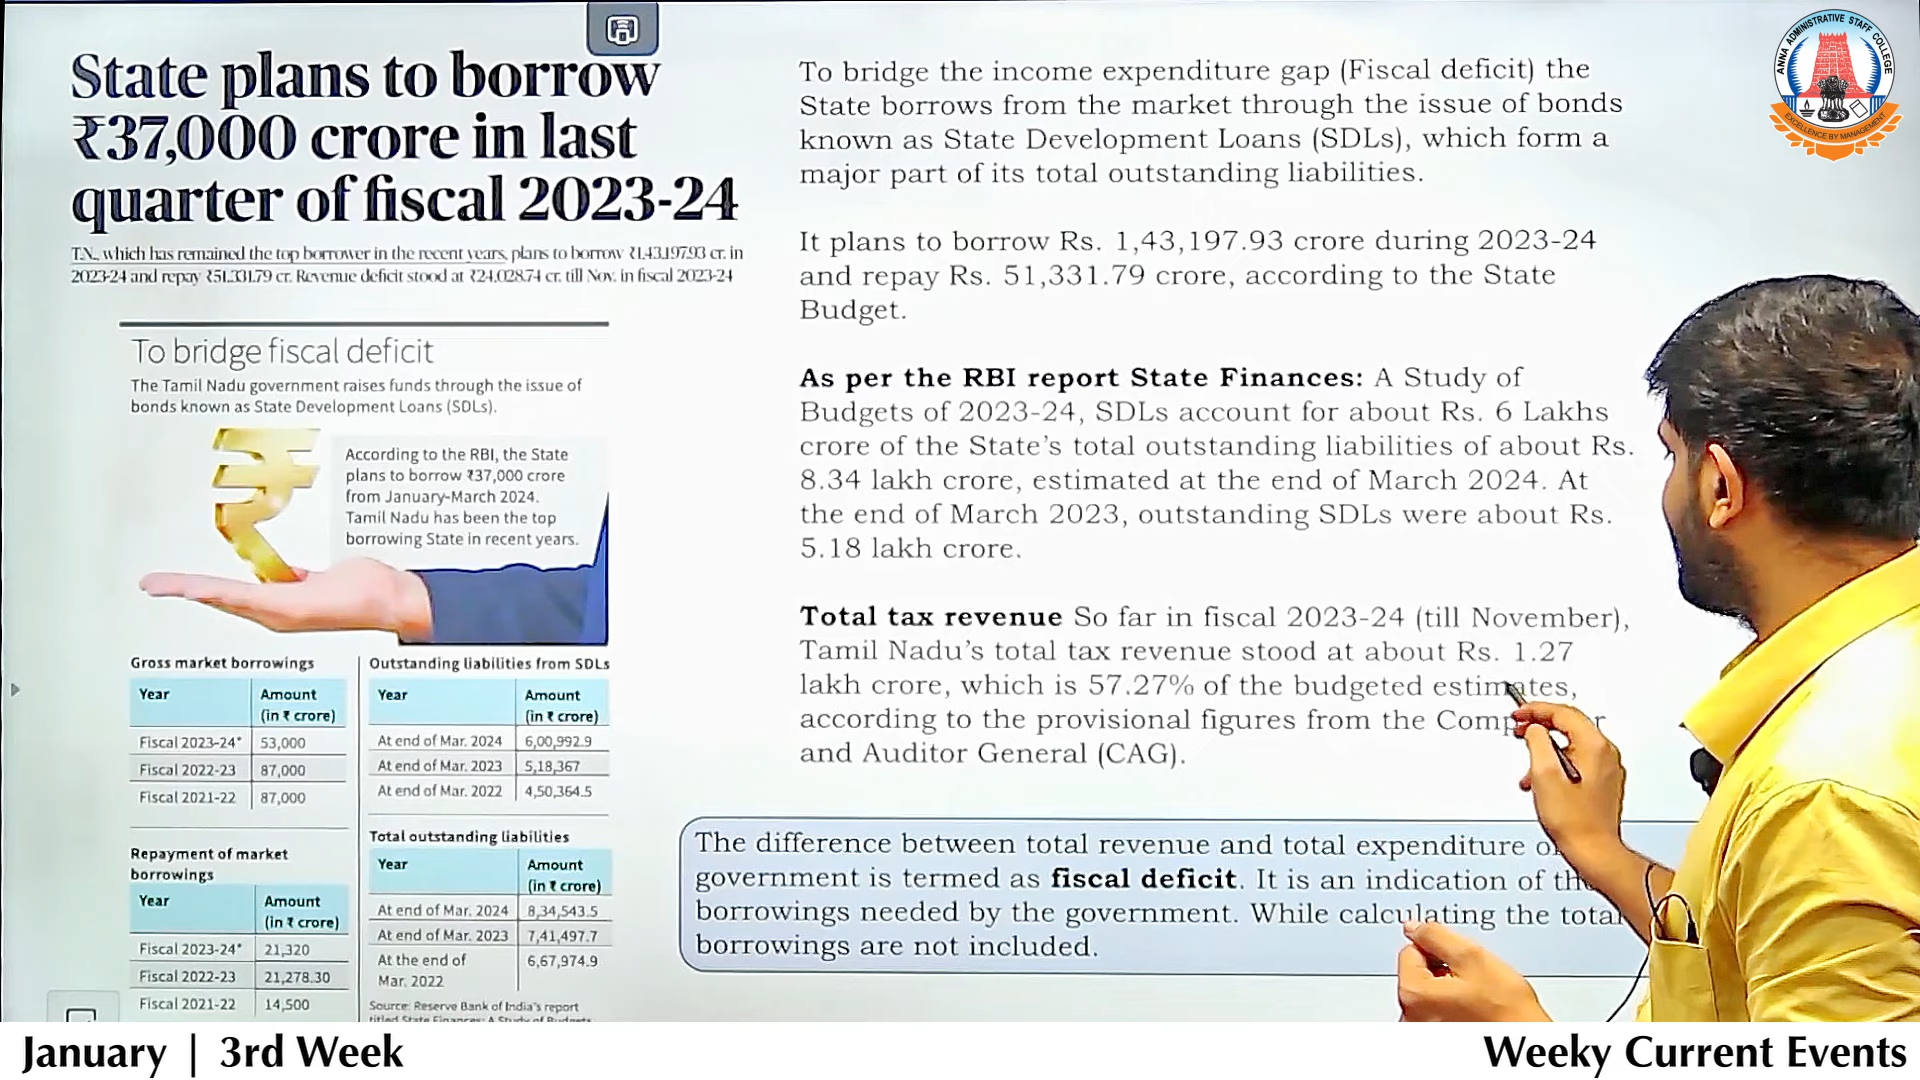 State plans to borrow
₹37,000 crore in last
quarter of fiscal 2023-24
T.N., which has remained the top borrower in the recent years, plans to borrow ₹1,43,197.93 cr. in
2023-24 and repay ₹51,331.79 cr. Revenue deficit stood at ₹24,028.74 cr. till Nov. in fiscal 2023-24
To bridge fiscal deficit
The Tamil Nadu government raises funds through the issue of
bonds known as State Development Loans (SDLs).
According to the RBI, the State
plans to borrow ₹37,000 crore
from January-March 2024.
Tamil Nadu has been the top
borrowing State in recent years.
Gross market borrowings
Year Amount
(in ₹ crore)
Fiscal 2023-24* 53,000
Fiscal 2022-23 87,000
Fiscal 2021-22 87,000
Repayment of market
borrowings
Year Amount
(in ₹ crore)
Fiscal 2023-24* 21,320
Fiscal 2022-23 21,278.30
Fiscal 2021-22 14,500
Outstanding liabilities from SDLs
Year Amount
(in ₹ crore)
At end of Mar. 2024 6,00,992.9
At end of Mar. 2023 5,18,367
At end of Mar. 2022 4,50,364.5
Total outstanding liabilities
Year Amount
(in ₹ crore)
At end of Mar. 2024 8,34,543.5
At end of Mar. 2023 7,41,497.7
At the end of 6,67,974.9
Mar. 2022
Source: Reserve Bank of India's report
titled State Finances: A Study of Budgets
To bridge the income expenditure gap (Fiscal deficit) the
State borrows from the market through the issue of bonds
known as State Development Loans (SDLs), which form a
major part of its total outstanding liabilities.
It plans to borrow Rs. 1,43,197.93 crore during 2023-24
and repay Rs. 51,331.79 crore, according to the State
Budget.
As per the RBI report State Finances: A Study of
Budgets of 2023-24, SDLs account for about Rs. 6 Lakhs
crore of the State's total outstanding liabilities of about Rs.
8.34 lakh crore, estimated at the end of March 2024. At
the end of March 2023, outstanding SDLs were about Rs.
5.18 lakh crore.
Total tax revenue So far in fiscal 2023-24 (till November),
Tamil Nadu's total tax revenue stood at about Rs. 1.27
lakh crore, which is 57.27% of the budgeted estimates,
according to the provisional figures from the
and Auditor General (CAG).
The difference between total revenue and total expenditure
government is termed as fiscal deficit. It is an indication of
borrowings needed by the government. While calculating the total
borrowings are not included.
ANNA ADMINISTRATIVE STAFF COLLEGE
EXCELLENCE BY MANAGEMENT
January | 3rd Week
Weeky Current Events